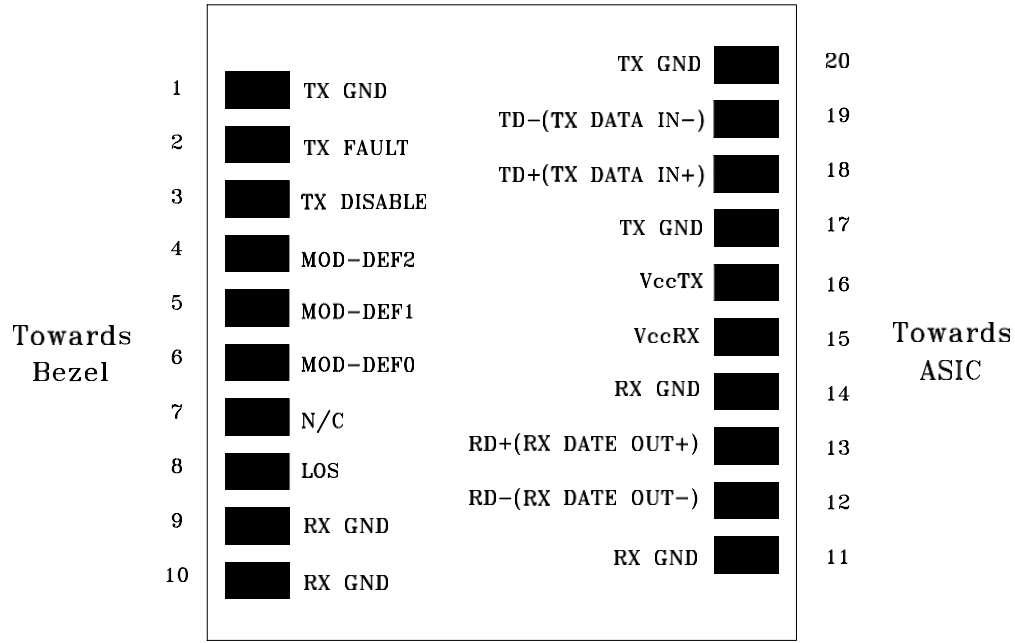 1 TX GND
2 TX FAULT
3 TX DISABLE
4 MOD-DEF2
5 MOD-DEF1
6 MOD-DEF0
7 N/C
8 LOS
9 RX GND
10 RX GND
Towards
Bezel
TX GND 20
TD-(TX DATA IN-) 19
TD+(TX DATA IN+) 18
TX GND 17
VccTX 16
VccRX 15
RX GND 14
RD+(RX DATE OUT+) 13
RD-(RX DATE OUT-) 12
RX GND 11
Towards
ASIC